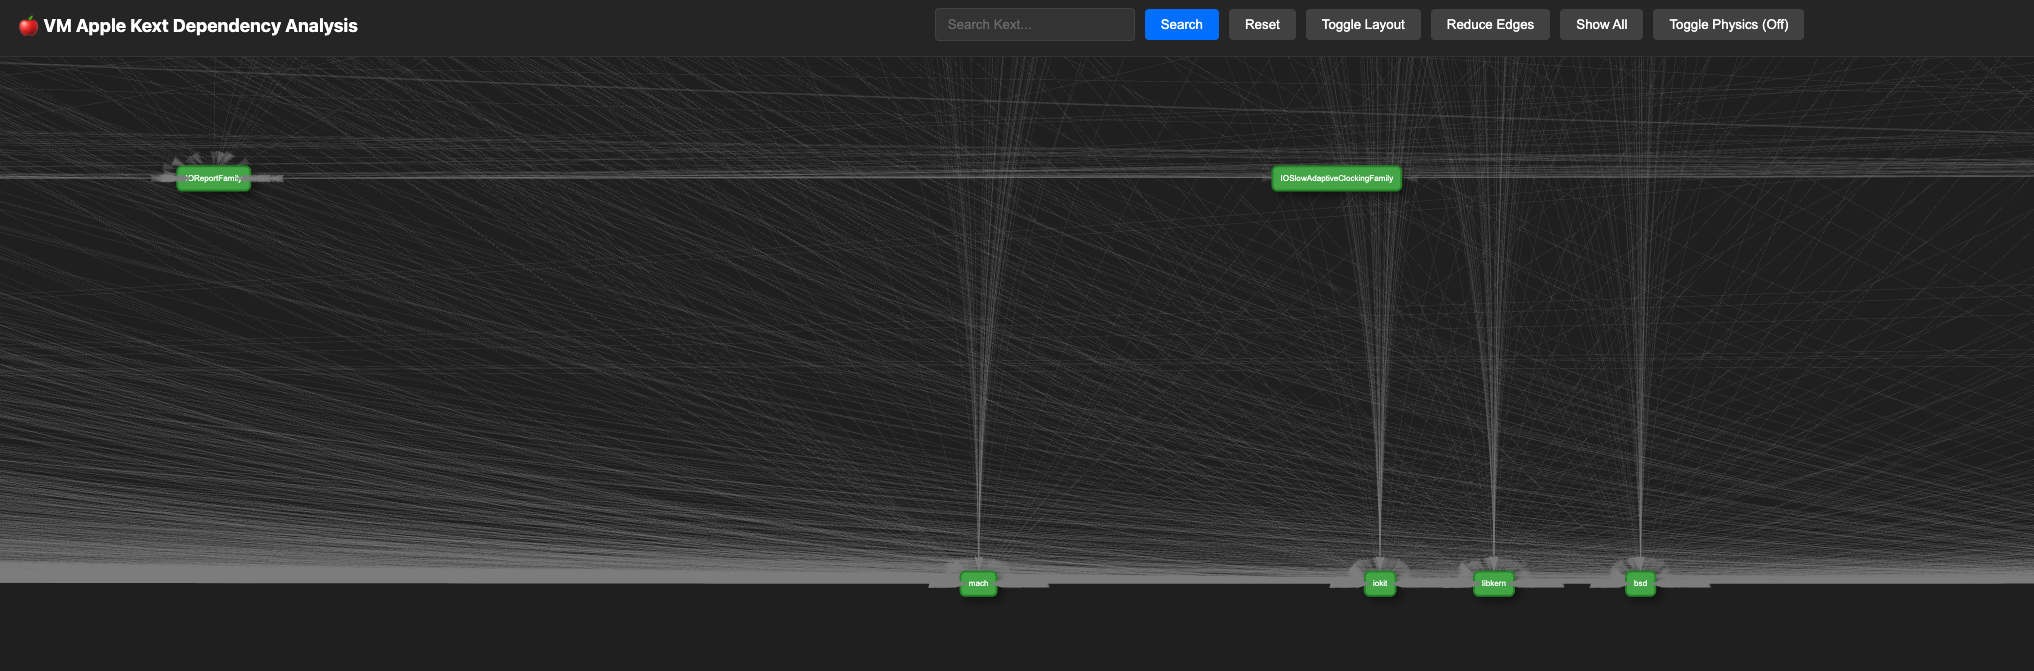 VM Apple Kext Dependency Analysis
Search Kext...
Search
Reset
Toggle Layout
Reduce Edges
Show All
Toggle Physics (Off)
IOReportFamily
IOSlowAdaptiveClockingFamily
mach
iokit
libkern
bsd